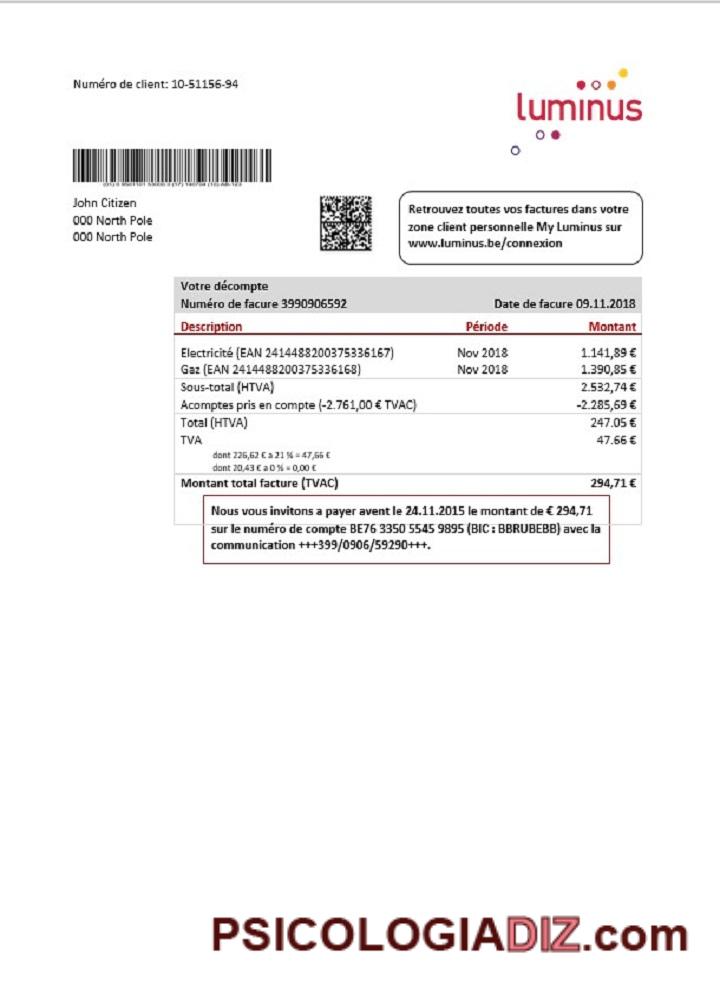 Numéro de client: 10-51156-94
luminus
John Citizen
000 North Pole
000 North Pole
Retrouvez toutes vos factures dans votre
zone client personnelle My Luminus sur
www.luminus.be/connexion
Votre décompte
Numéro de facure 3990906592 Date de facure 09.11.2018
Description Période Montant
Electricité (EAN 2414488200375336167) Nov 2018 1.141,89 €
Gaz (EAN 2414488200375336168) Nov 2018 1.390,85 €
Sous-total (HTVA) 2.532,74 €
Acomptes pris en compte (-2.761,00 € TVAC) -2.285,69 €
Total (HTVA) 247.05 €
TVA 47.66 €
dont 226,62 € a 21 % = 47,66 €
dont 20,43 € a 0 % = 0,00 €
Montant total facture (TVAC) 294,71 €
Nous vous invitons a payer avent le 24.11.2015 le montant de € 294,71
sur le numéro de compte BE76 3350 5545 9895 (BIC : BBRUBEBB) avec la
communication +++399/0906/59290+++.
PSICOLOGIADIZ.com